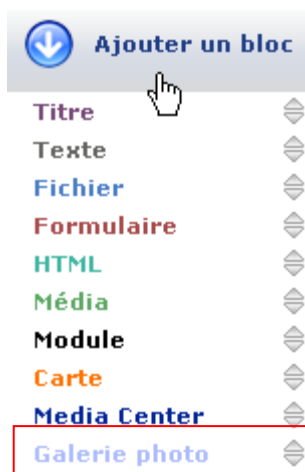 Ajouter un bloc
Titre
Texte
Fichier
Formulaire
HTML
Média
Module
Carte
Media Center
Galerie photo